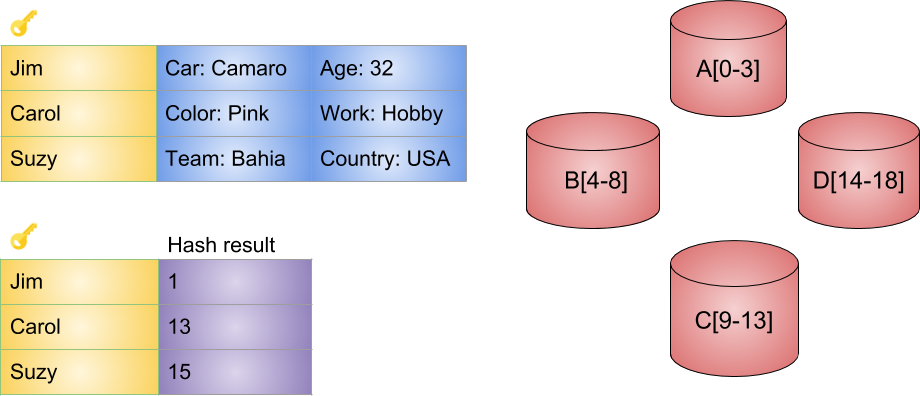 Jim Car: Camaro Age: 32
Carol Color: Pink Work: Hobby
Suzy Team: Bahia Country: USA
Hash result
Jim 1
Carol 13
Suzy 15
A[0-3]
B[4-8]
D[14-18]
C[9-13]